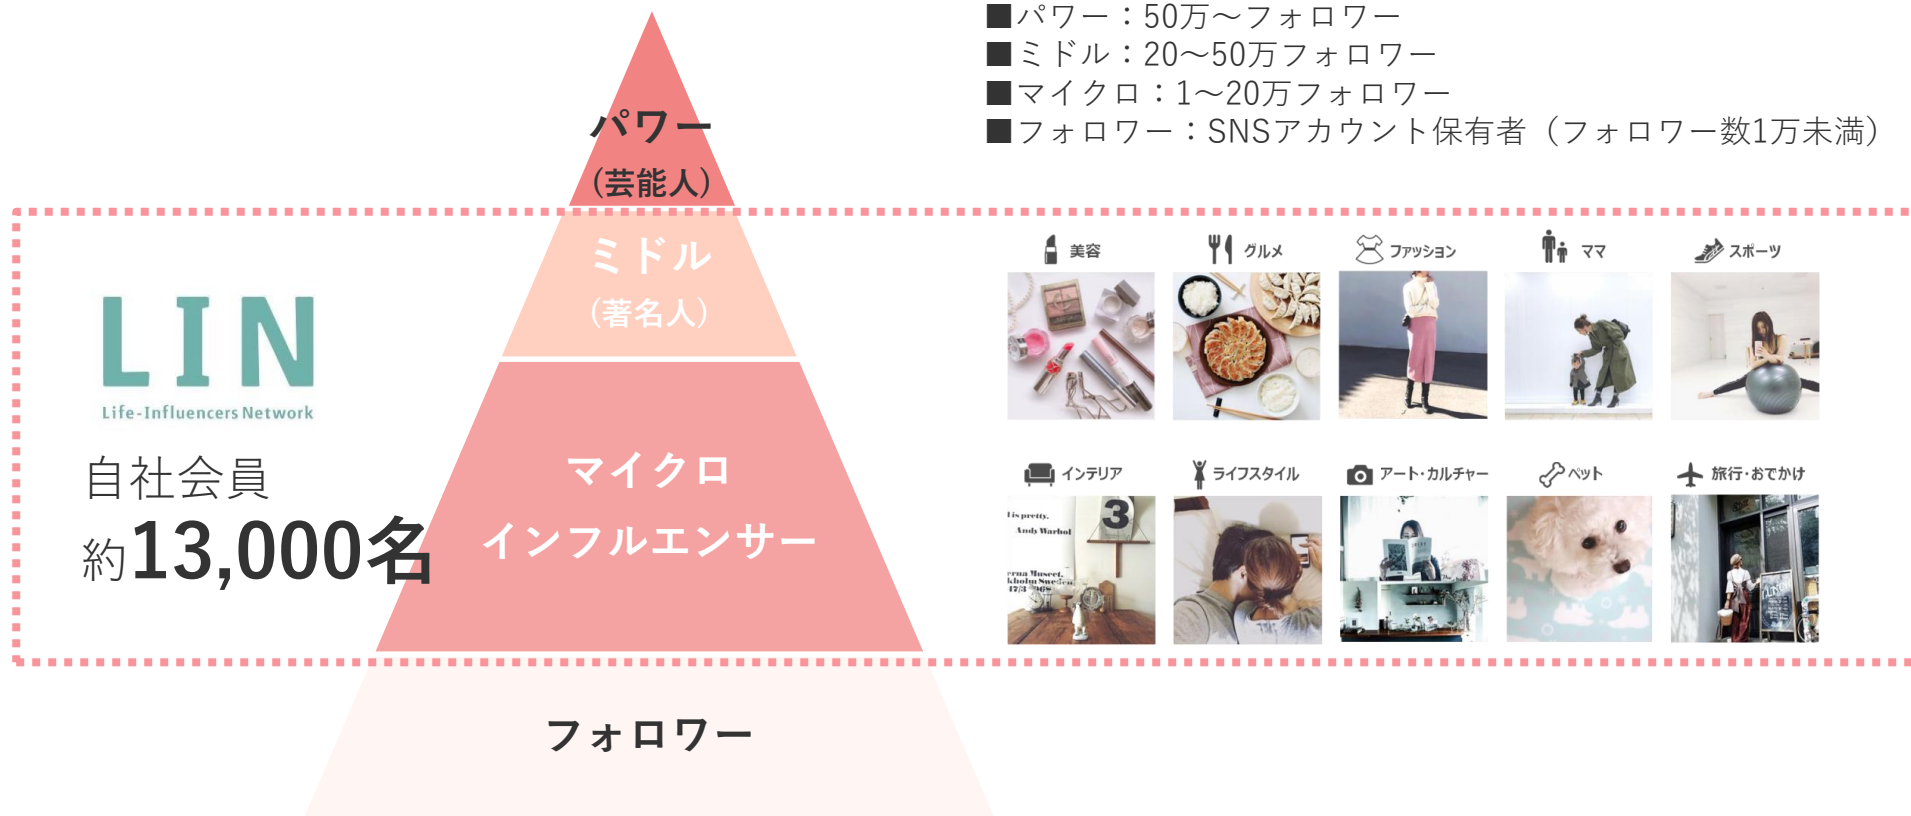 ■パワー：50万～フォロワー
■ミドル：20～50万フォロワー
■マイクロ：1～20万フォロワー
■フォロワー：SNSアカウント保有者（フォロワー数1万未満）
パワー
(芸能人)
ミドル
(著名人)
マイクロ
インフルエンサー
フォロワー
LIN
Life-Influencers Network
自社会員
約13,000名
美容
グルメ
ファッション
ママ
スポーツ
インテリア
ライフスタイル
アート・カルチャー
ペット
旅行・おでかけ
is pretty.
Andy Warhol
3